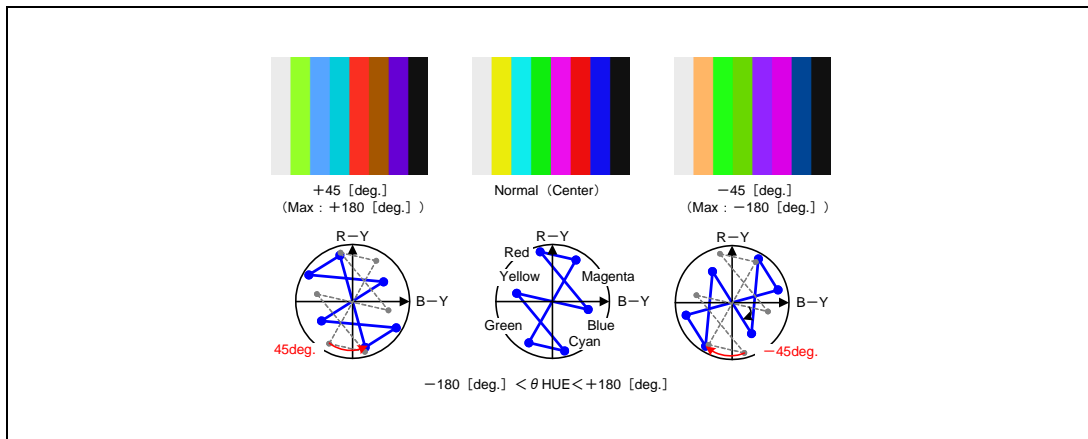 +45 [deg.]
(Max : +180 [deg.] )
Normal (Center)
−45 [deg.]
(Max : −180 [deg.] )
R−Y
B−Y
45deg.
R−Y
Red
Yellow
Magenta
B−Y
Green
Blue
Cyan
R−Y
B−Y
−45deg.
−180 [deg.] < θ HUE< +180 [deg.]